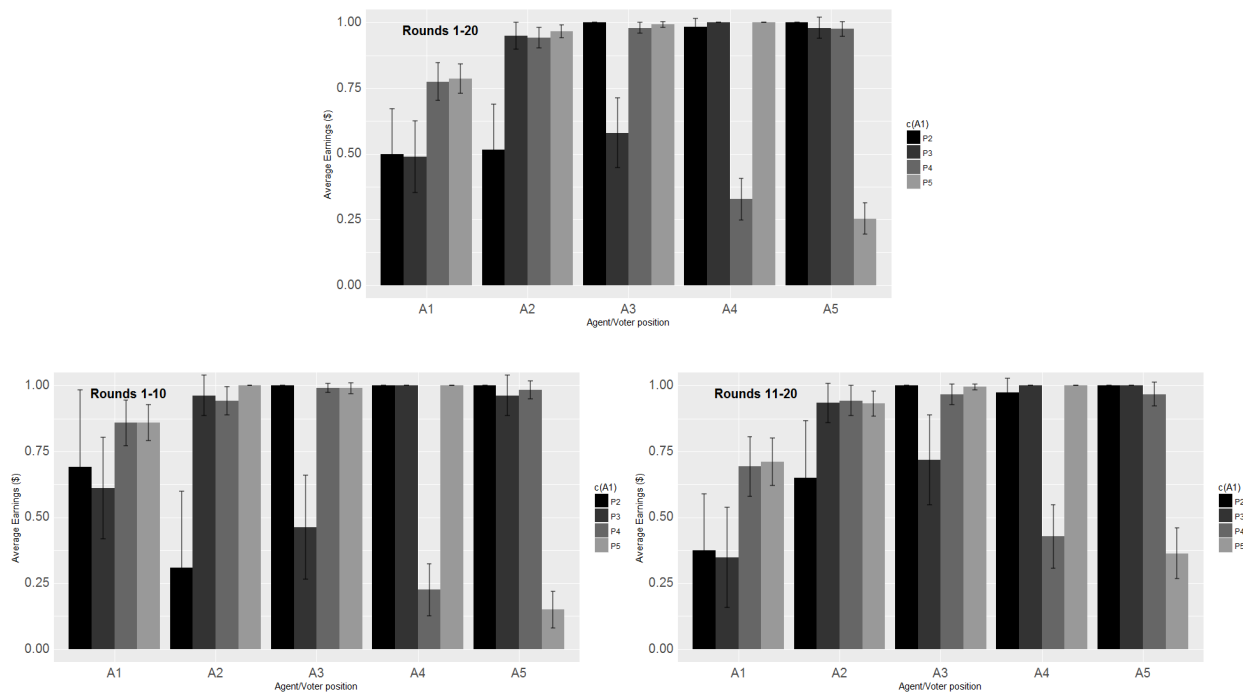 Rounds 1-20
1.00
0.75
0.50
0.25
0.00
Average Earnings ($)
A1 A2 A3 A4 A5
Agent/Voter position
c(A1)
P2
P3
P4
P5
Rounds 1-10
1.00
0.75
0.50
0.25
0.00
Average Earnings ($)
A1 A2 A3 A4 A5
Agent/Voter position
c(A1)
P2
P3
P4
P5
Rounds 11-20
1.00
0.75
0.50
0.25
0.00
Average Earnings ($)
A1 A2 A3 A4 A5
Agent/Voter position
c(A1)
P2
P3
P4
P5